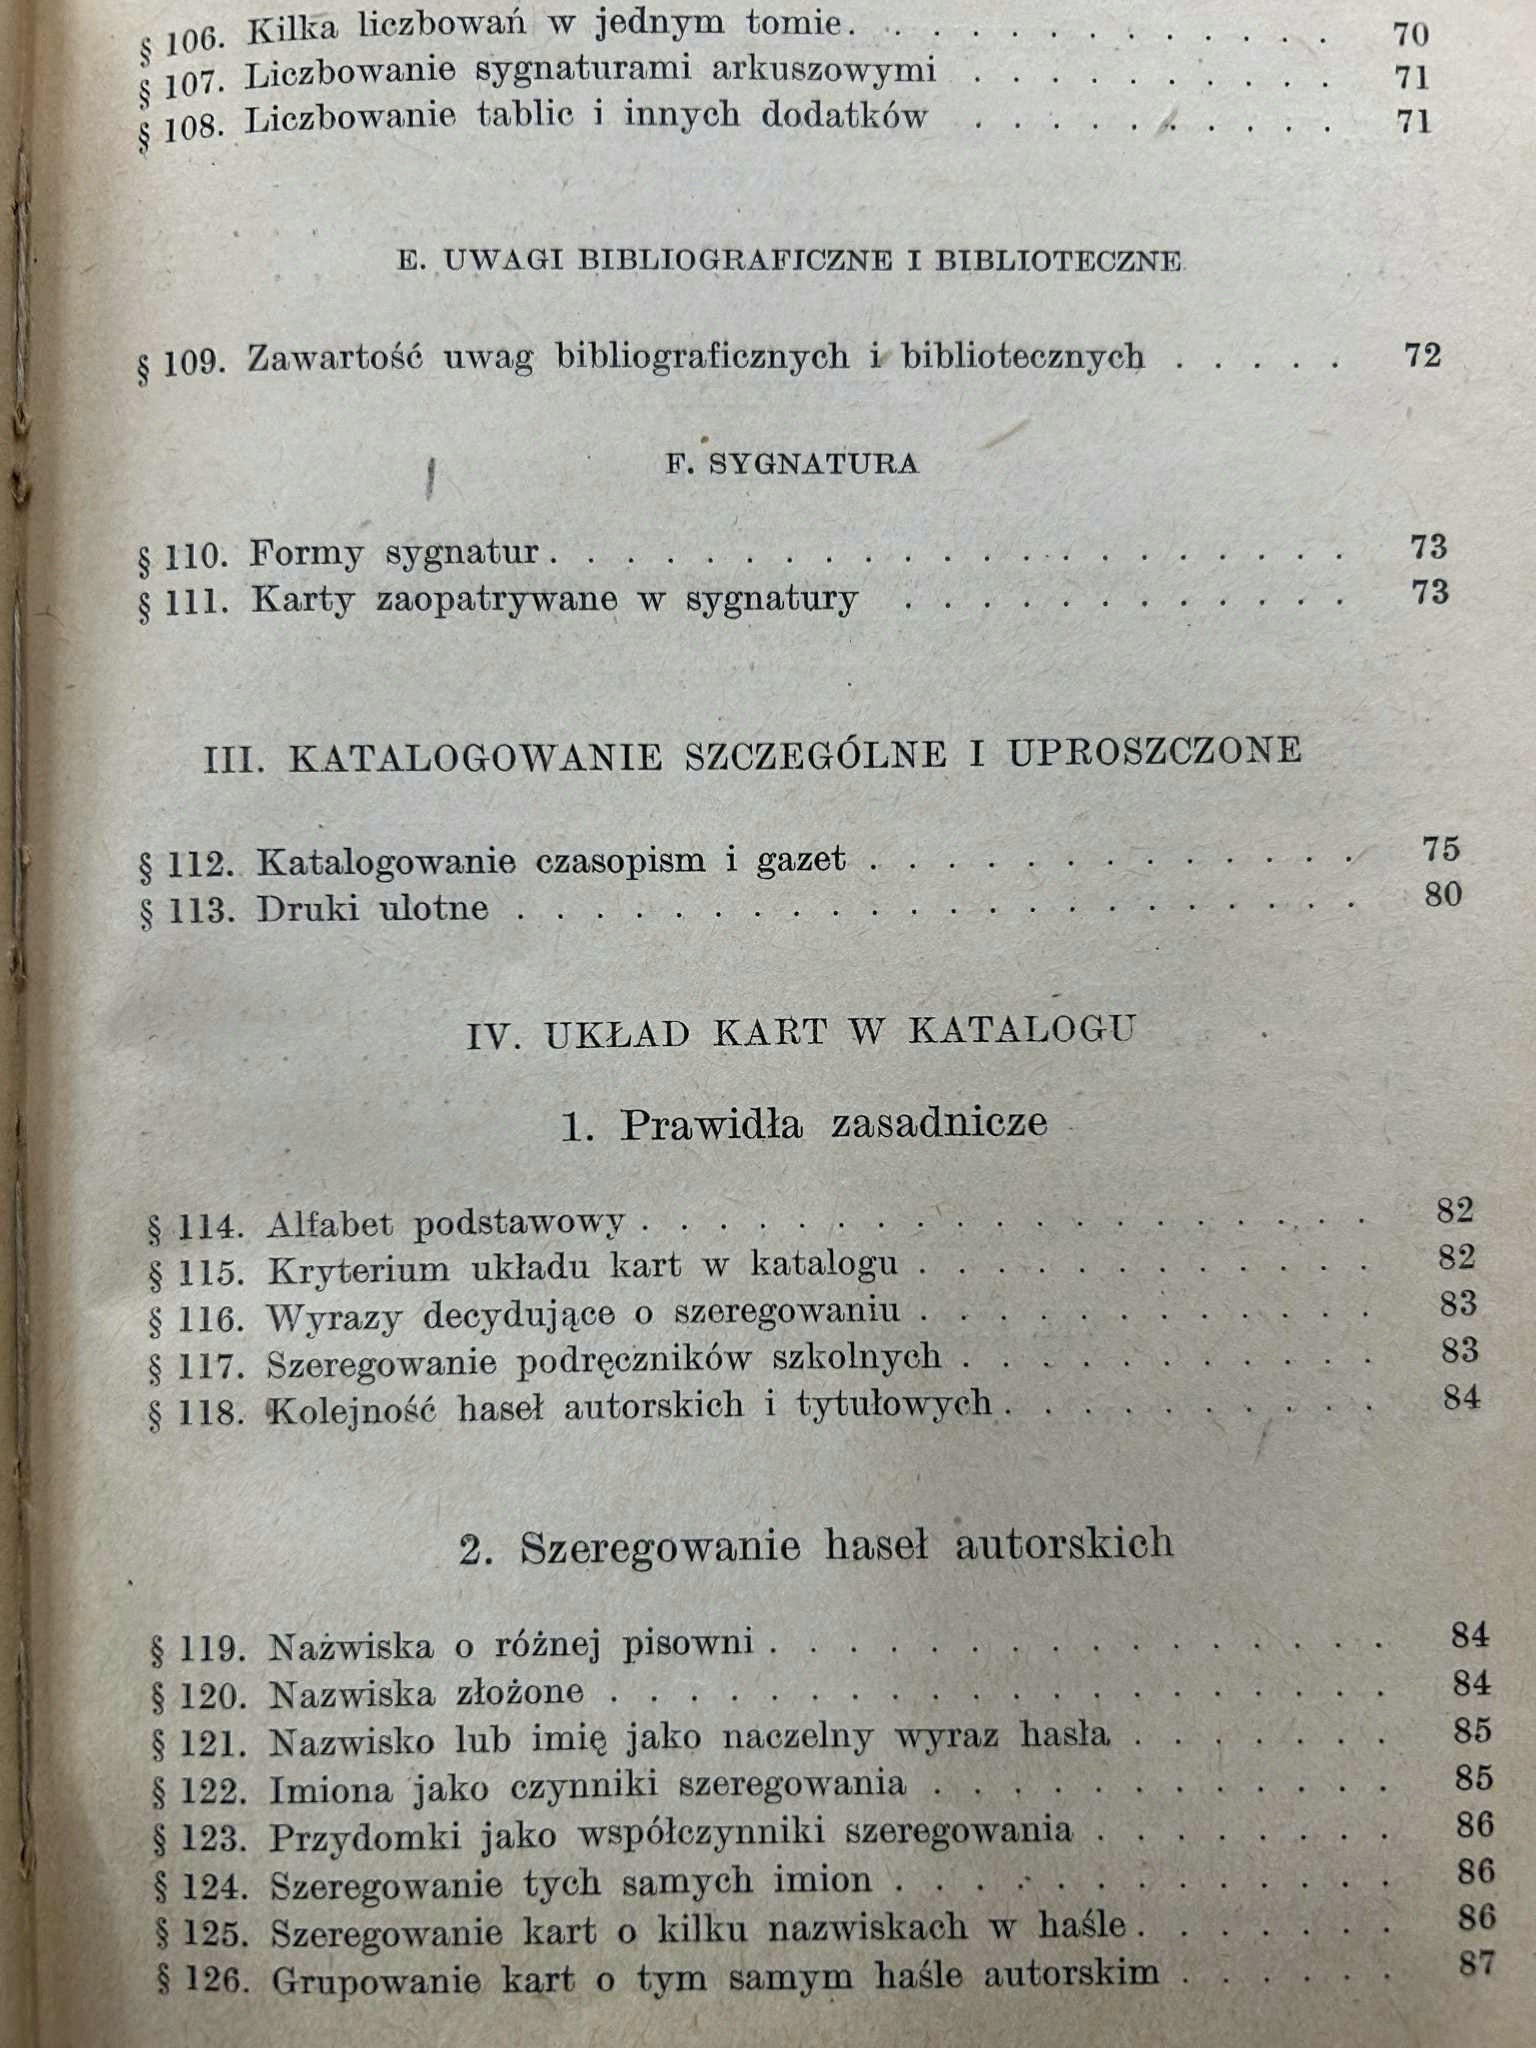 § 106. Kilka liczbowań w jednym tomie. . . . . . . . . . . . . 70
§ 107. Liczbowanie sygnaturami arkuszowymi . . . . . . . . . . 71
§ 108. Liczbowanie tablic i innych dodatków . . . . . . . . . . 71
E. UWAGI BIBLIOGRAFICZNE I BIBLIOTECZNE
§ 109. Zawartość uwag bibliograficznych i bibliotecznych . . . . . 72
F. SYGNATURA
§ 110. Formy sygnatur . . . . . . . . . . . . . . . . . . . . . 73
§ 111. Karty zaopatrywane w sygnatury . . . . . . . . . . . . 73
III. KATALOGOWANIE SZCZEGÓLNE I UPROSZCZONE
§ 112. Katalogowanie czasopism i gazet . . . . . . . . . . . . . 75
§ 113. Druki ulotne . . . . . . . . . . . . . . . . . . . . . . 80
IV. UKŁAD KART W KATALOGU
1. Prawidła zasadnicze
§ 114. Alfabet podstawowy . . . . . . . . . . . . . . . . . . . 82
§ 115. Kryterium układu kart w katalogu . . . . . . . . . . . . 82
§ 116. Wyrazy decydujące o szeregowaniu . . . . . . . . . . . . 83
§ 117. Szeregowanie podręczników szkolnych . . . . . . . . . . . 83
§ 118. Kolejność haseł autorskich i tytułowych . . . . . . . . . . 84
2. Szeregowanie haseł autorskich
§ 119. Nazwiska o różnej pisowni . . . . . . . . . . . . . . . . 84
§ 120. Nazwiska złożone . . . . . . . . . . . . . . . . . . . . 84
§ 121. Nazwisko lub imię jako naczelny wyraz hasła . . . . . . . 85
§ 122. Imiona jako czynniki szeregowania . . . . . . . . . . . . 85
§ 123. Przydomki jako współczynniki szeregowania . . . . . . . . 86
§ 124. Szeregowanie tych samych imion . . . . . . . . . . . . . 86
§ 125. Szeregowanie kart o kilku nazwiskach w haśle . . . . . . . 86
§ 126. Grupowanie kart o tym samym haśle autorskim . . . . . . 87